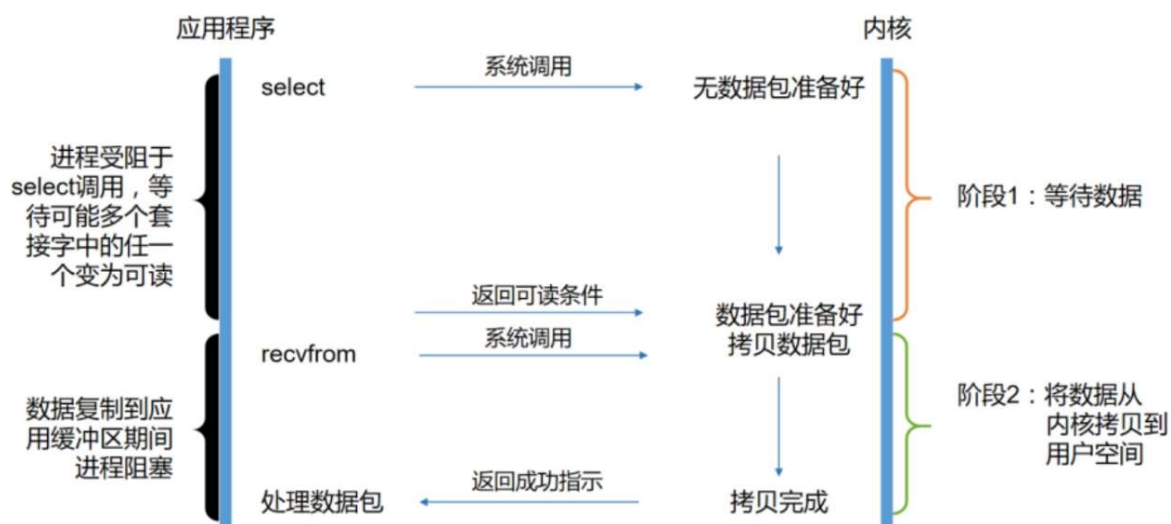 应用程序
内核
select
系统调用
无数据包准备好
进程受阻于
select调用，等
待可能多个套
接字中的任一
个变为可读
阶段1：等待数据
返回可读条件
数据包准备好
系统调用
recvfrom
拷贝数据包
数据复制到应
用缓冲区期间
进程阻塞
阶段2：将数据从
内核拷贝到
用户空间
返回成功指示
处理数据包
拷贝完成